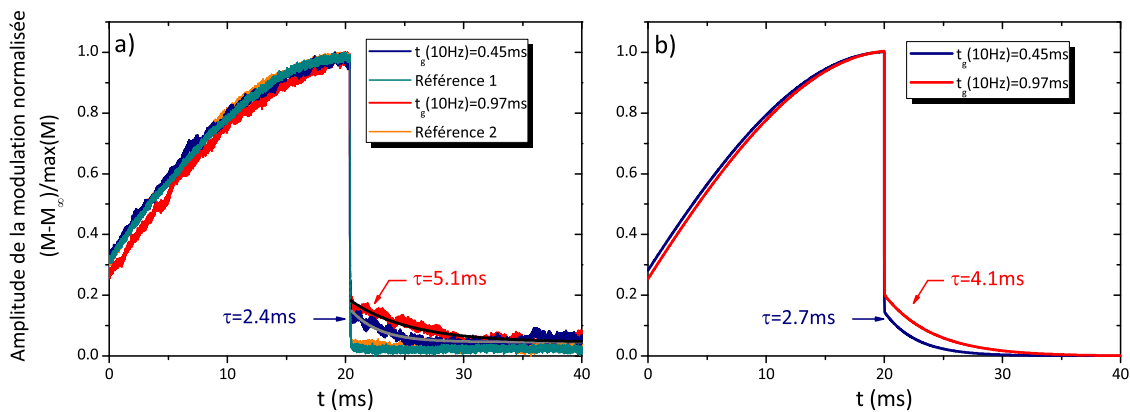 Amplitude de la modulation normalisée
(M-M∞)/max(M)
a)
tg(10Hz)=0.45ms
Référence 1
tg(10Hz)=0.97ms
Référence 2
1.0
0.8
0.6
0.4
0.2
0.0
τ=5.1ms
τ=2.4ms
0 10 20 30 40
t (ms)
b)
tg(10Hz)=0.45ms
tg(10Hz)=0.97ms
1.0
0.8
0.6
0.4
0.2
0.0
τ=4.1ms
τ=2.7ms
0 10 20 30 40
t (ms)